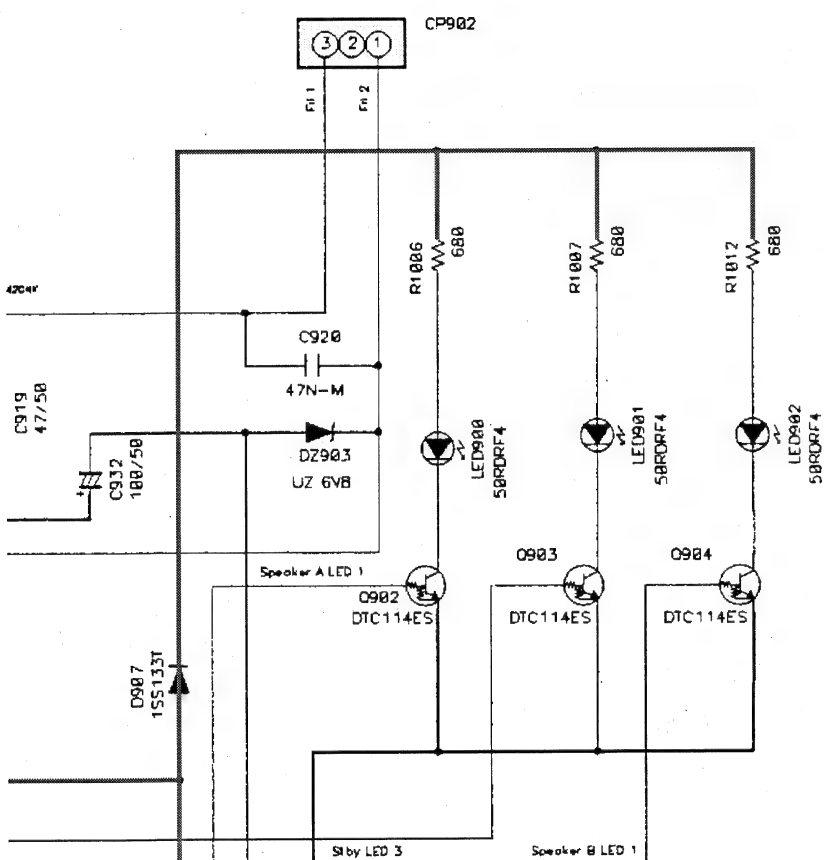 CP902
3 2 1
Fil 1
Fil 2
R1006
680
R1007
680
R1012
680
C920
47N-M
C919
47/50
C932
100/50
+
DZ903
UZ 6V8
LED900
50RDRF4
LED901
50RDRF4
LED902
50RDRF4
Speaker A LED 1
Q902
DTC114ES
Q903
DTC114ES
Q904
DTC114ES
D907
1SS133T
Stby LED 3
Speaker B LED 1